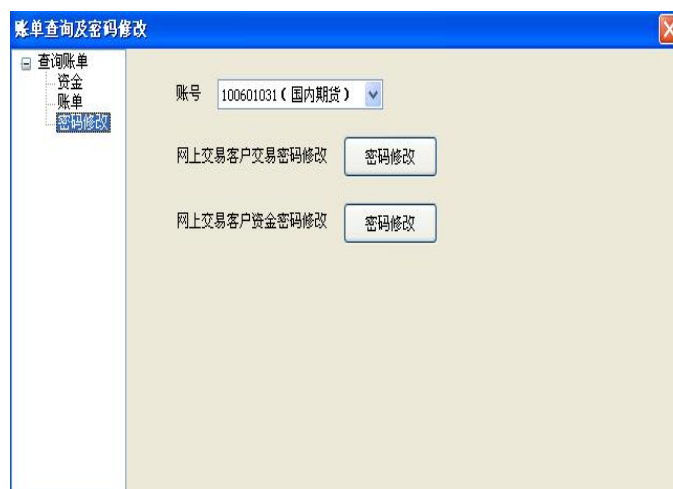 账单查询及密码修改
查询账单
资金
账单
密码修改
账号 100601031(国内期货)
网上交易客户交易密码修改 密码修改
网上交易客户资金密码修改 密码修改